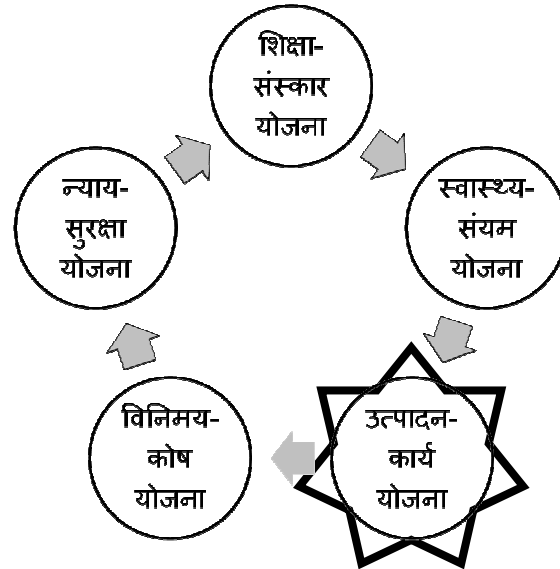 शिक्षा-
संस्कार
योजना
स्वास्थ्य-
संयम
योजना
उत्पादन-
कार्य
योजना
विनिमय-
कोष
योजना
न्याय-
सुरक्षा
योजना